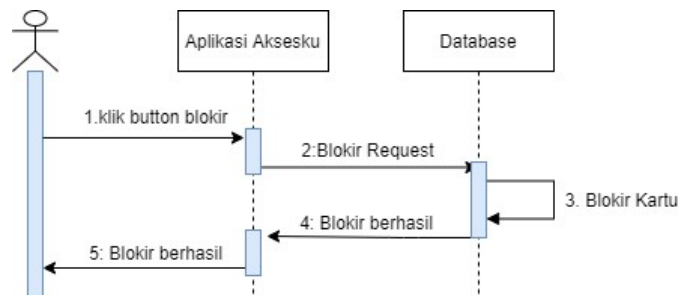 Aplikasi Aksesku
Database
1.klik button blokir
2:Blokir Request
3. Blokir Kartu
4: Blokir berhasil
5: Blokir berhasil